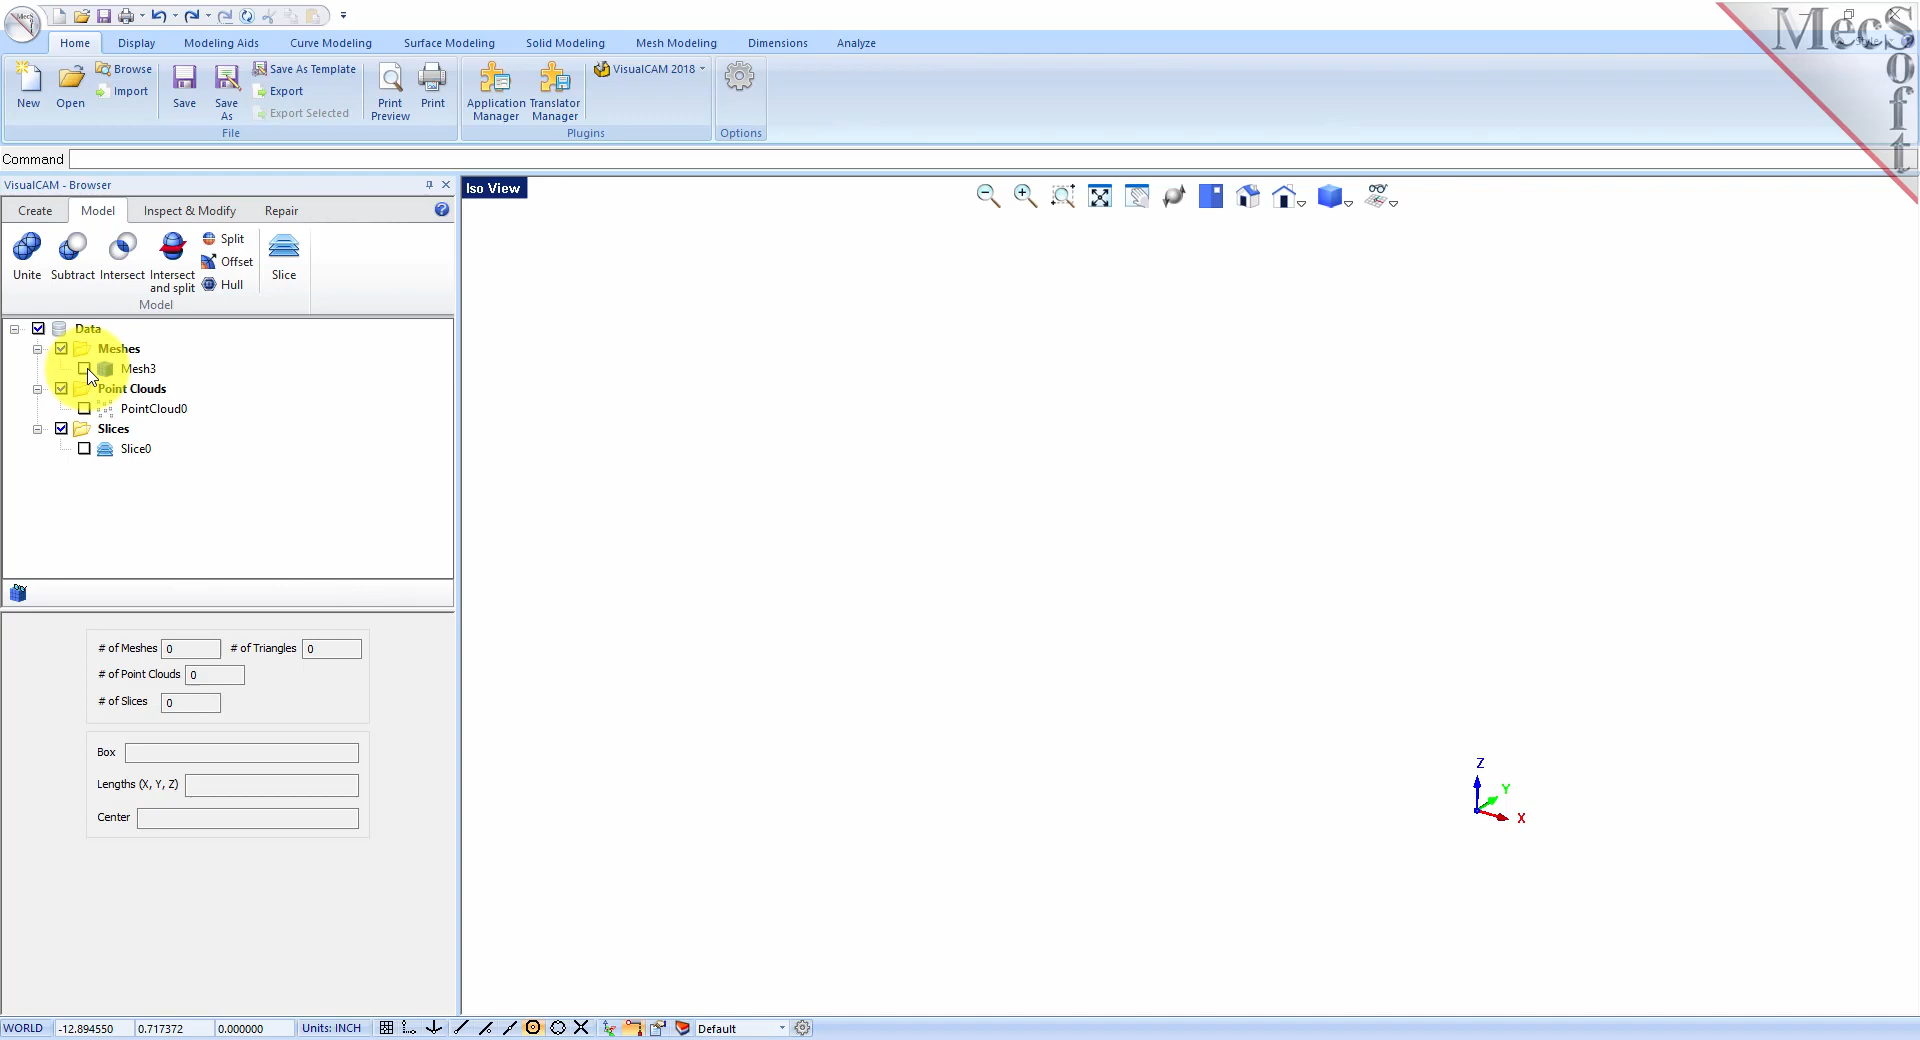 Home Display Modeling Aids Curve Modeling Surface Modeling Solid Modeling Mesh Modeling Dimensions Analyze
New Open Browse Import Save Save As Save As Template Export Export Selected Print Preview Print
File
Application Manager Translator Manager VisualCAM 2018
Plugins
Options
MecSoft
Command
VisualCAM - Browser
Create Model Inspect & Modify Repair
Unite Subtract Intersect Intersect and split Split Offset Hull Slice
Model
Data
Meshes
Mesh3
Point Clouds
PointCloud0
Slices
Slice0
# of Meshes 0 # of Triangles 0
# of Point Clouds 0
# of Slices 0
Box
Lengths (X, Y, Z)
Center
Iso View
Z
Y
X
WORLD -12.894550 0.717372 0.000000 Units: INCH Default